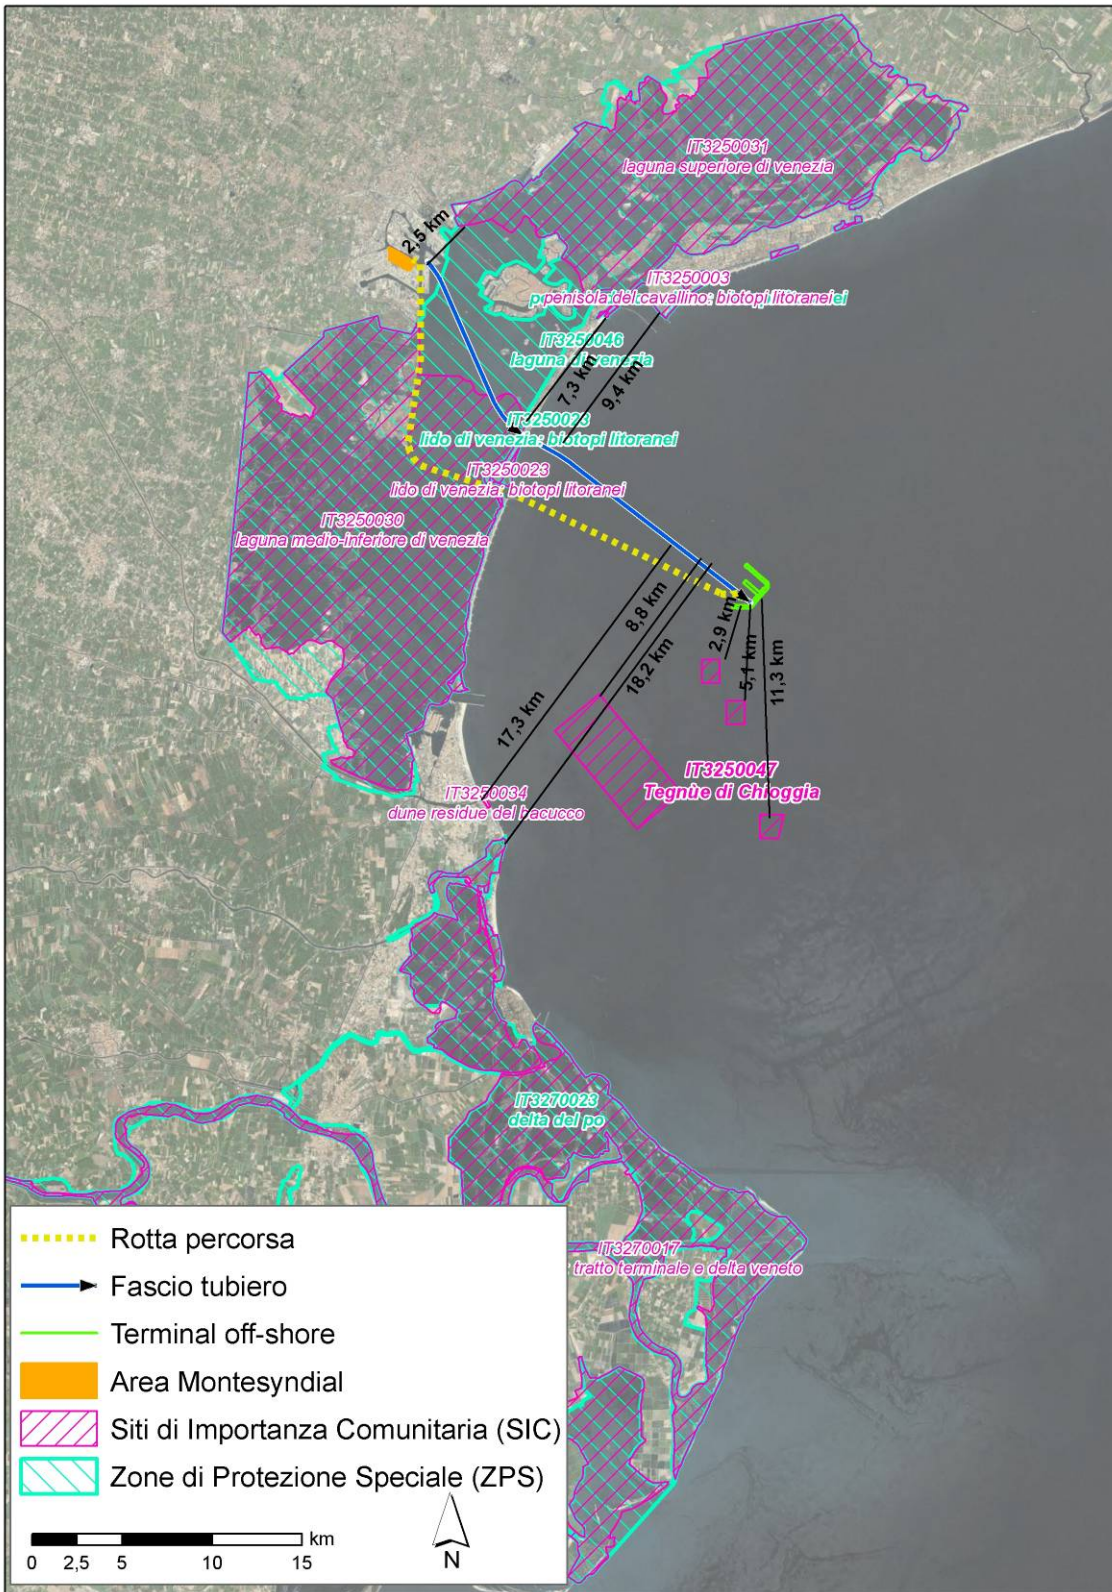 IT3250031
laguna superiore di venezia
2,5 km
IT3250003
penisola del cavallino: biotopi litoranei
IT3250046
laguna di venezia
7,3 km
9,4 km
IT3250023
lido di venezia: biotopi litoranei
IT3250023
lido di venezia: biotopi litoranei
IT3250030
laguna medio-inferiore di venezia
8,8 km
2,9 km
18,2 km
5,1 km
11,3 km
17,3 km
IT3250047
Tegnùe di Chioggia
IT3250034
dune residue del bacucco
IT3270023
delta del po
IT3270017
tratto terminale e delta veneto
Rotta percorsa
Fascio tubiero
Terminal off-shore
Area Montesyndial
Siti di Importanza Comunitaria (SIC)
Zone di Protezione Speciale (ZPS)
km
0 2,5 5 10 15
N